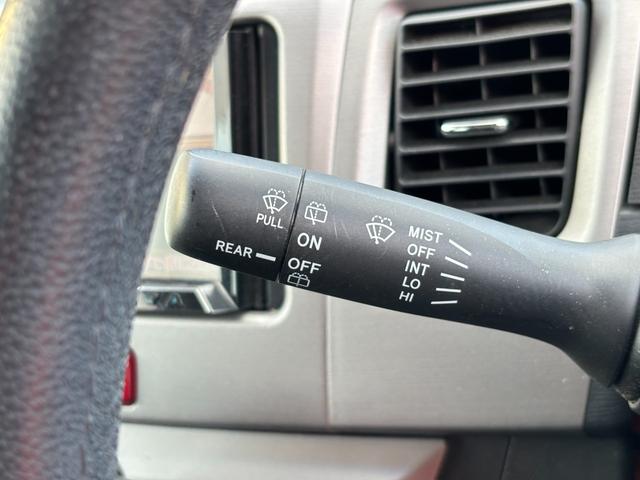 PULL
REAR
ON
OFF
MIST
OFF
INT
LO
HI